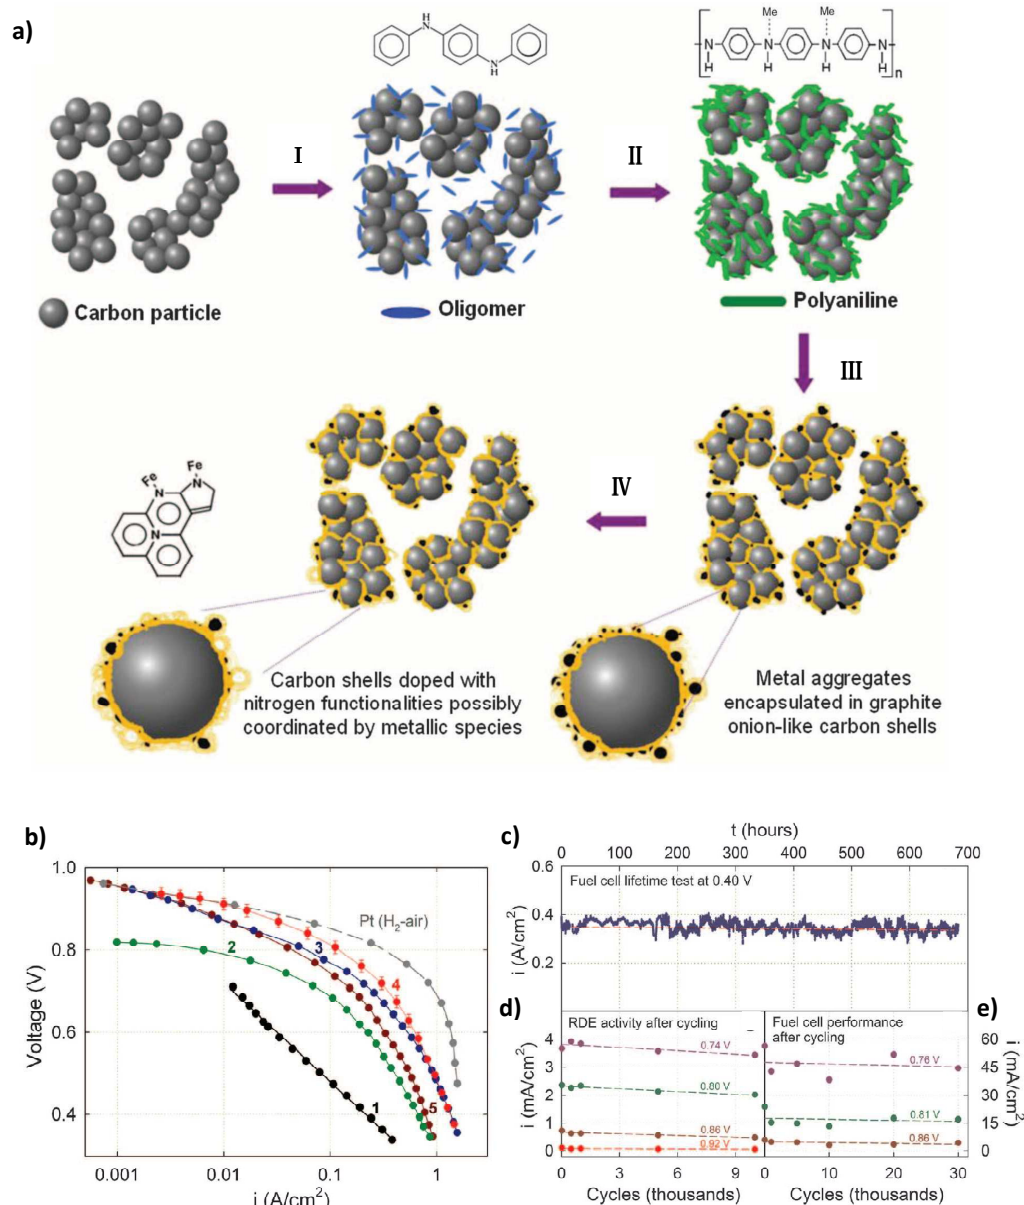 a)
H
N
N
H
Me
Me
N
H
N
H
N
H
N
H
n
I
II
Carbon particle
Oligomer
Polyaniline
III
IV
Fe
Fe
N
N
N
Carbon shells doped with
nitrogen functionalities possibly
coordinated by metallic species
Metal aggregates
encapsulated in graphite
onion-like carbon shells
b)
Voltage (V)
1.0
0.8
0.6
0.4
0.001
0.01
0.1
1
i (A/cm2)
Pt (H2-air)
1
2
3
4
5
c)
t (hours)
0 100 200 300 400 500 600 700
0.6
0.4
0.2
i (A/cm2)
Fuel cell lifetime test at 0.40 V
d)
RDE activity after cycling
i (mA/cm2)
4
3
2
1
0
0.74 V
0.80 V
0.86 V
0.92 V
0 3 6 9
Cycles (thousands)
e)
Fuel cell performance
after cycling
0.76 V
0.81 V
0.86 V
60
45
30
15
0
i (mA/cm2)
0 10 20 30
Cycles (thousands)